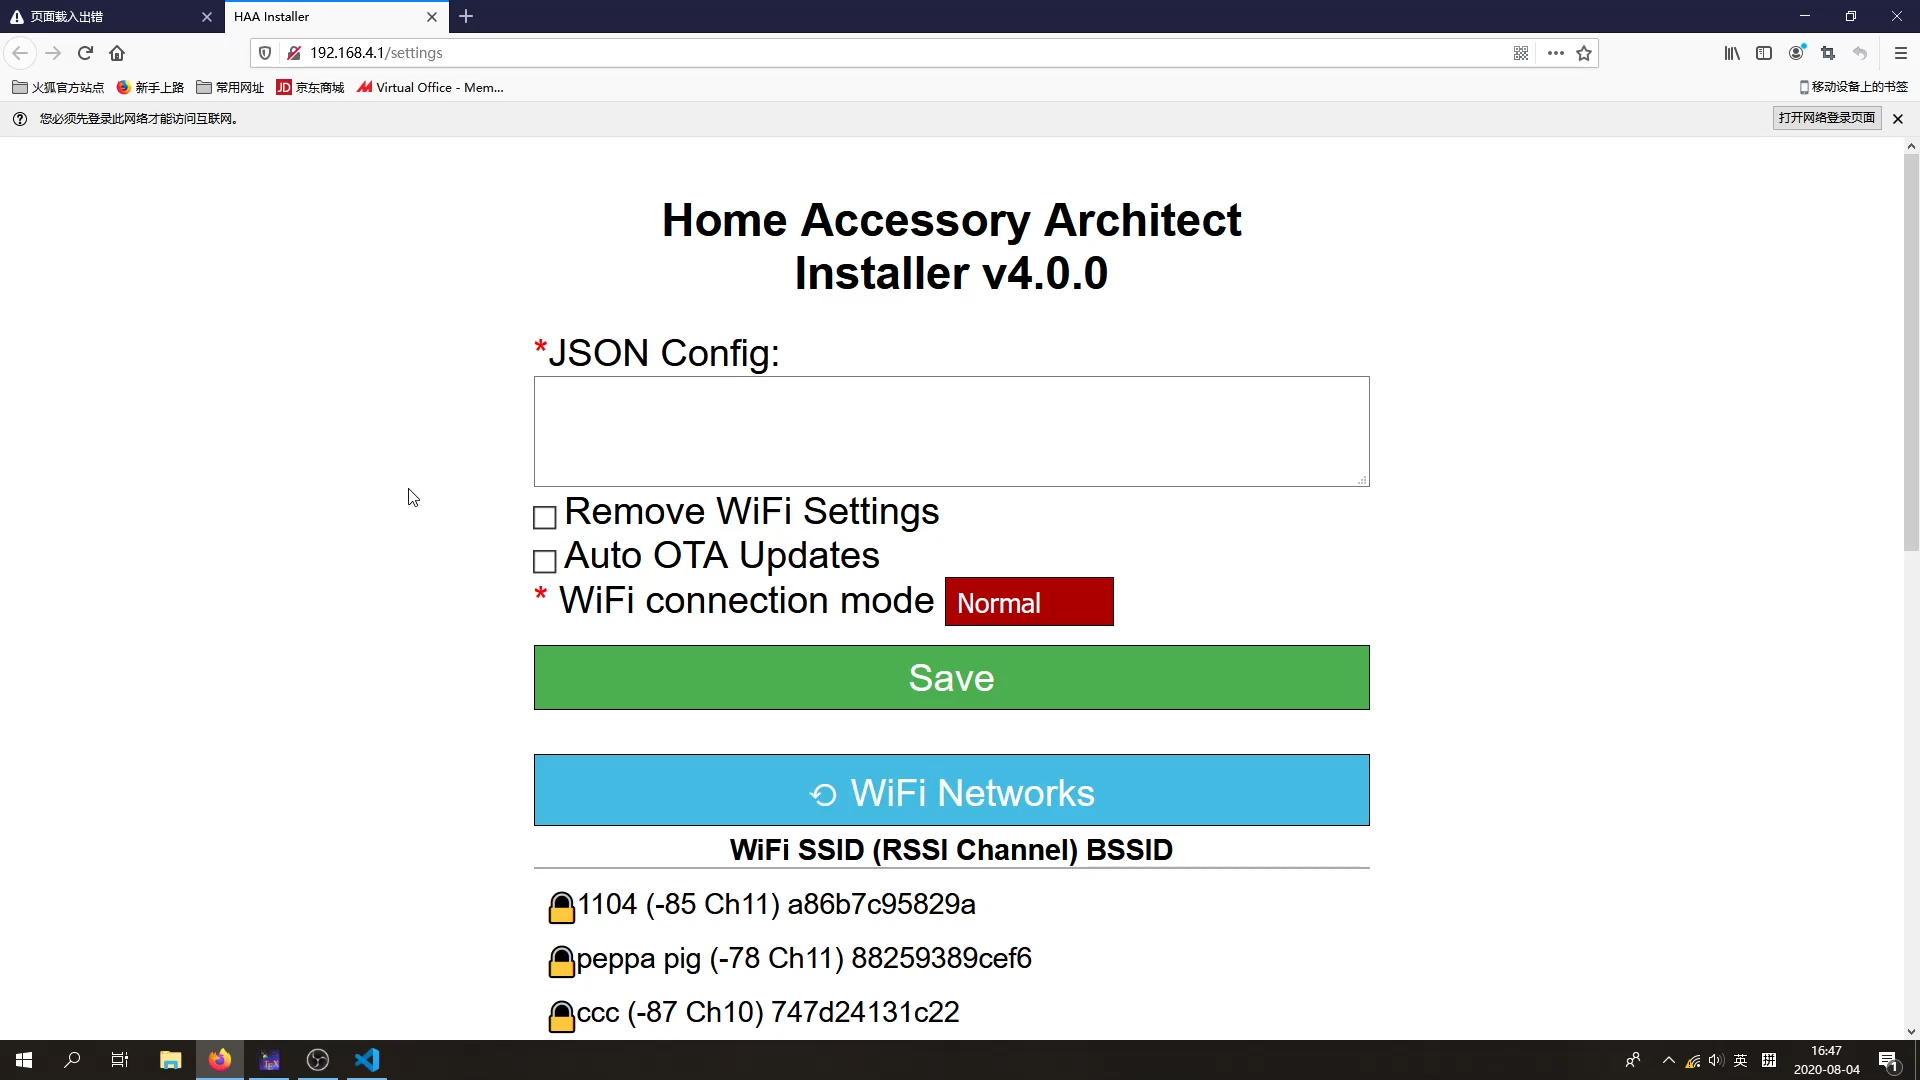 页面载入出错
HAA Installer
192.168.4.1/settings
火狐官方站点
新手上路
常用网址
JD 京东商城
Virtual Office - Mem...
移动设备上的书签
您必须先登录此网络才能访问互联网。
打开网络登录页面
Home Accessory Architect
Installer v4.0.0
*JSON Config:
Remove WiFi Settings
Auto OTA Updates
* WiFi connection mode Normal
Save
WiFi Networks
WiFi SSID (RSSI Channel) BSSID
1104 (-85 Ch11) a86b7c95829a
peppa pig (-78 Ch11) 88259389cef6
ccc (-87 Ch10) 747d24131c22
英
拼
16:47
2020-08-04
1